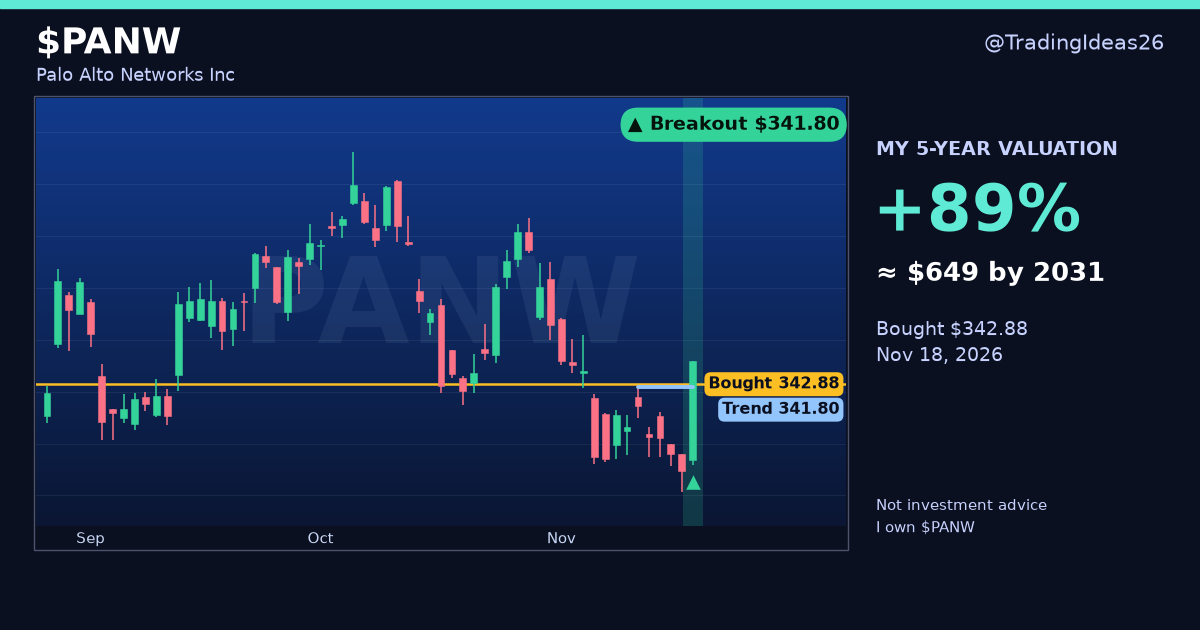 $PANW
Palo Alto Networks Inc
@TradingIdeas26
▲ Breakout $341.80
PANW
Bought 342.88
Trend 341.80
Sep
Oct
Nov
MY 5-YEAR VALUATION
+89%
≈ $649 by 2031
Bought $342.88
Nov 18, 2026
Not investment advice
I own $PANW